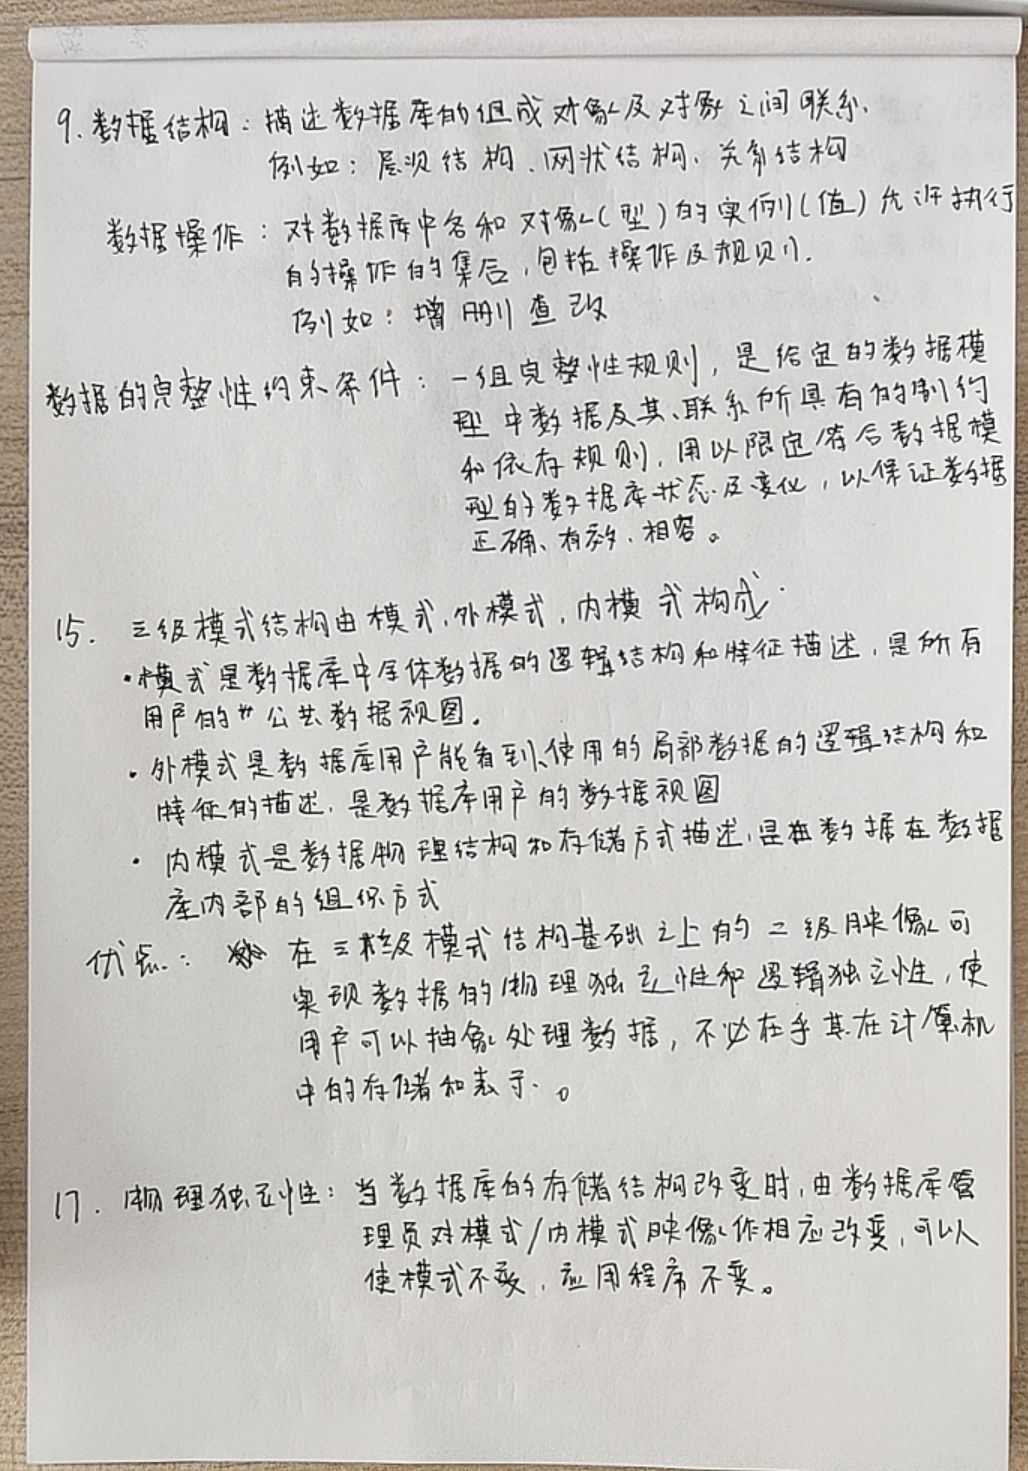 9. 数据结构：描述数据库的组成对象及对象之间联系.
例如：层次结构、网状结构、关系结构
数据操作：对数据库中各和对象(型)的实例(值)允许执行
的操作的集合,包括操作及规则.
例如：增删查改
数据的完整性约束条件：一组完整性规则，是给定的数据模
型中数据及其联系所具有的制约
和依存规则，用以限定符合数据模
型的数据库状态及变化，以保证数据
正确、有效、相容。
15. 三级模式结构由模式,外模式,内模式构成.
·模式是数据库中全体数据的逻辑结构和特征描述，是所有
用户的“公共数据视图。
·外模式是数据库用户能看到、使用的局部数据的逻辑结构和
特征的描述,是数据库用户的数据视图
·内模式是数据物理结构和存储方式描述,是数据在数据
库内部的组织方式
优点：在三级模式结构基础之上的二级映像可
实现数据的物理独立性和逻辑独立性，使
用户可以抽象处理数据，不必在乎其在计算机
中的存储和表示。
17. 物理独立性：当数据库的存储结构改变时,由数据库管
理员对模式/内模式映像作相应改变,可以
使模式不变,应用程序不变。